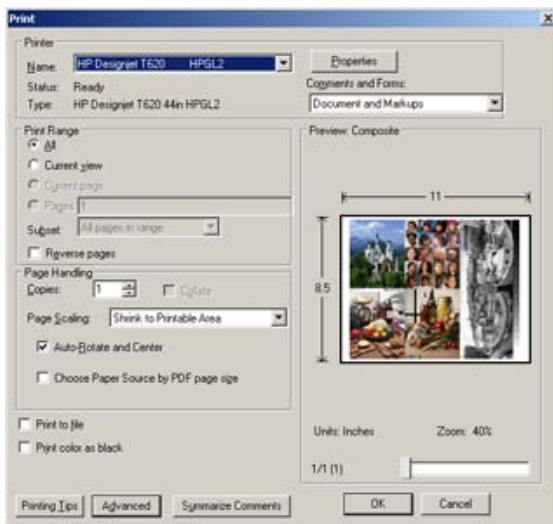 Print
Printer
Name: HP Designjet T620 HPGL2
Properties
Status: Ready
Comments and Forms:
Type: HP Designjet T620 44in HPGL2
Document and Markups
Print Range
All
Current view
Current page
Pages 1
Subset: All pages in range
Reverse pages
Page Handling
Copies: 1
Collate
Page Scaling: Shrink to Printable Area
Auto-Rotate and Center
Choose Paper Source by PDF page size
Print to file
Print color as black
Preview: Composite
11
8.5
Units: Inches Zoom: 40%
1/1 (1)
Printing Tips
Advanced
Summarize Comments
OK
Cancel